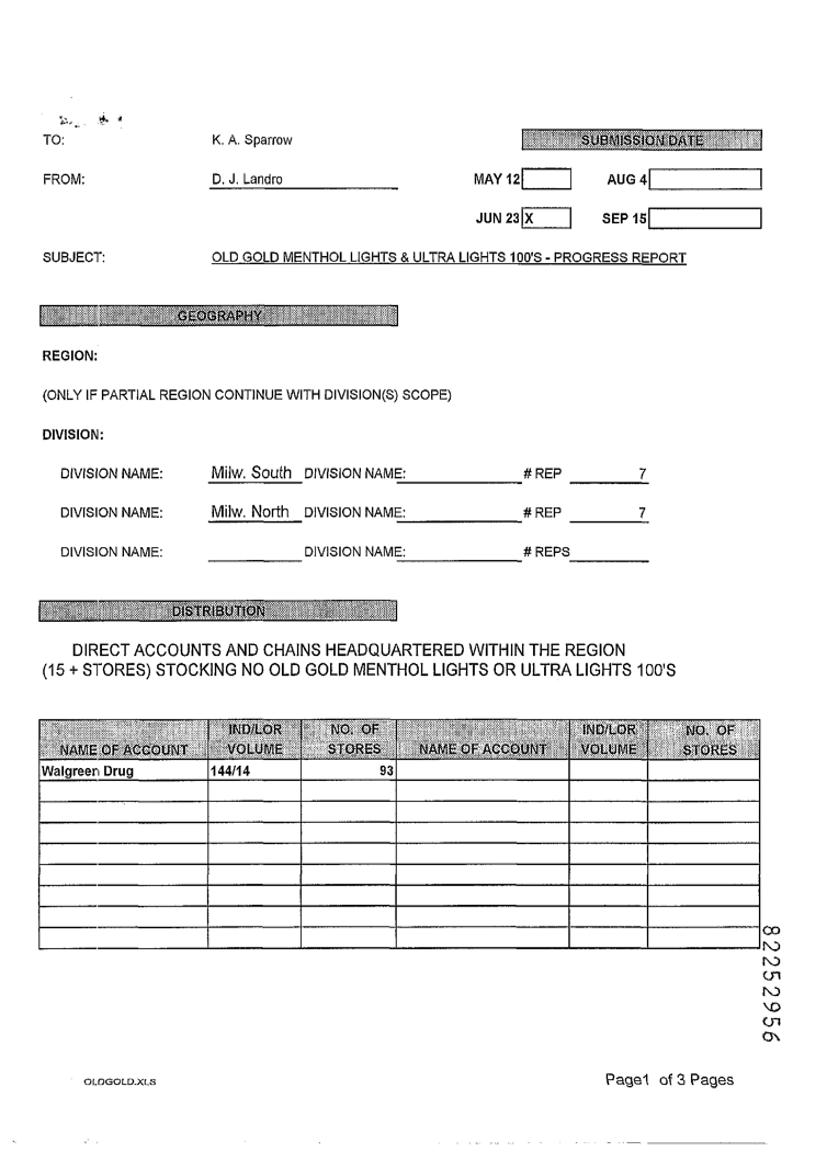 TO: K. A. Sparrow SUBMISSION DATE
FROM: D. J. Landro MAY 12 AUG 4
JUN 23 X SEP 15
SUBJECT: OLD GOLD MENTHOL LIGHTS & ULTRA LIGHTS 100'S - PROGRESS REPORT
GEOGRAPHY
REGION:
(ONLY IF PARTIAL REGION CONTINUE WITH DIVISION(S) SCOPE)
DIVISION:
DIVISION NAME: Milw. South DIVISION NAME: # REP 7
DIVISION NAME: Milw. North DIVISION NAME: # REP 7
DIVISION NAME: DIVISION NAME: # REPS
DISTRIBUTION
DIRECT ACCOUNTS AND CHAINS HEADQUARTERED WITHIN THE REGION
(15 + STORES) STOCKING NO OLD GOLD MENTHOL LIGHTS OR ULTRA LIGHTS 100'S
IND/LOR NO. OF IND/LOR NO. OF
NAME OF ACCOUNT VOLUME STORES NAME OF ACCOUNT VOLUME STORES
Walgreen Drug 144/14 93
82252956
OLDGOLD.XLS Page1 of 3 Pages